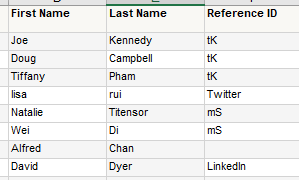 First Name Last Name Reference ID
Joe Kennedy tK
Doug Campbell tK
Tiffany Pham tK
lisa rui Twitter
Natalie Titensor mS
Wei Di mS
Alfred Chan
David Dyer LinkedIn